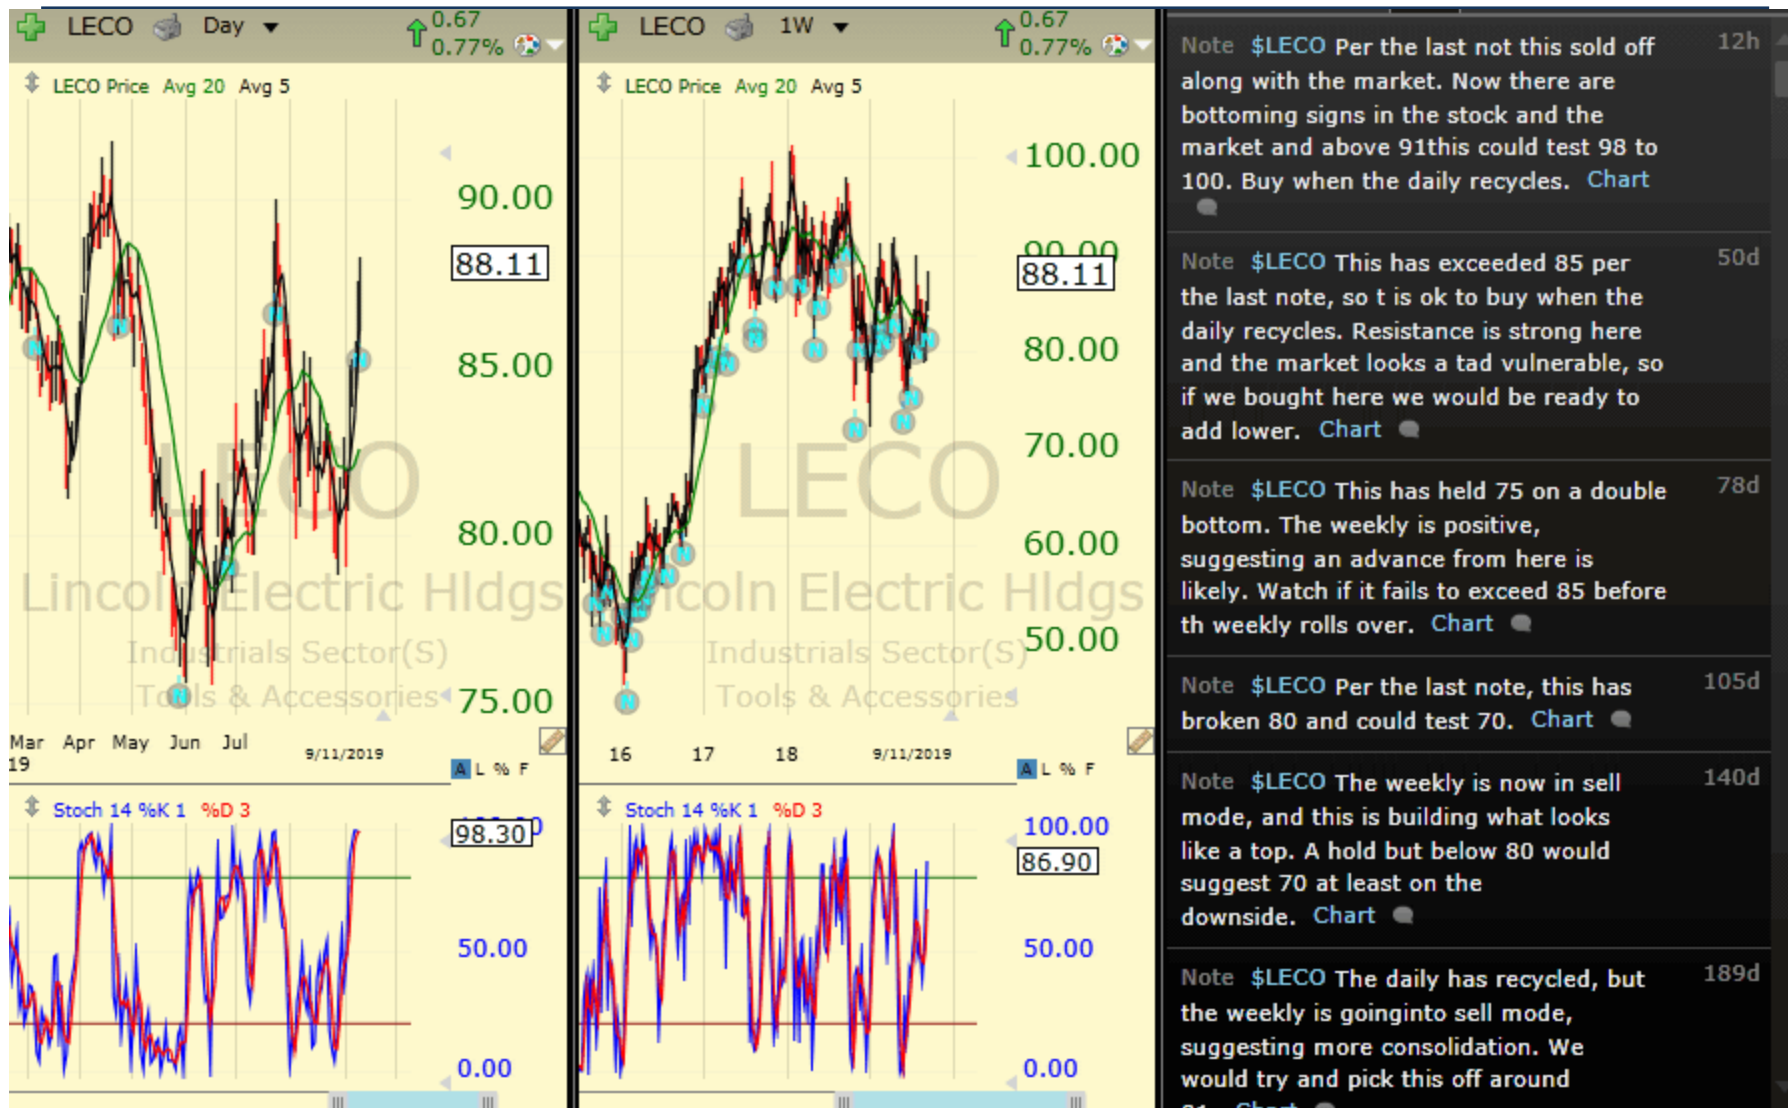 LECO Day
0.67
0.77%
LECO Price Avg 20 Avg 5
90.00
88.11
85.00
80.00
75.00
LECO
Lincoln Electric Hldgs
Industrials Sector(S)
Tools & Accessories
Mar Apr May Jun Jul 9/11/2019
19
A L % F
Stoch 14 %K 1 %D 3
98.30
50.00
0.00
LECO 1W
0.67
0.77%
LECO Price Avg 20 Avg 5
100.00
90.00
88.11
80.00
70.00
60.00
50.00
LECO
coln Electric Hldgs
Industrials Sector(S)
Tools & Accessories
16 17 18 9/11/2019
A L % F
Stoch 14 %K 1 %D 3
100.00
86.90
50.00
0.00
Note $LECO Per the last not this sold off 12h
along with the market. Now there are
bottoming signs in the stock and the
market and above 91this could test 98 to
100. Buy when the daily recycles. Chart
Note $LECO This has exceeded 85 per 50d
the last note, so t is ok to buy when the
daily recycles. Resistance is strong here
and the market looks a tad vulnerable, so
if we bought here we would be ready to
add lower. Chart
Note $LECO This has held 75 on a double 78d
bottom. The weekly is positive,
suggesting an advance from here is
likely. Watch if it fails to exceed 85 before
th weekly rolls over. Chart
Note $LECO Per the last note, this has 105d
broken 80 and could test 70. Chart
Note $LECO The weekly is now in sell 140d
mode, and this is building what looks
like a top. A hold but below 80 would
suggest 70 at least on the
downside. Chart
Note $LECO The daily has recycled, but 189d
the weekly is goinginto sell mode,
suggesting more consolidation. We
would try and pick this off around
Chart